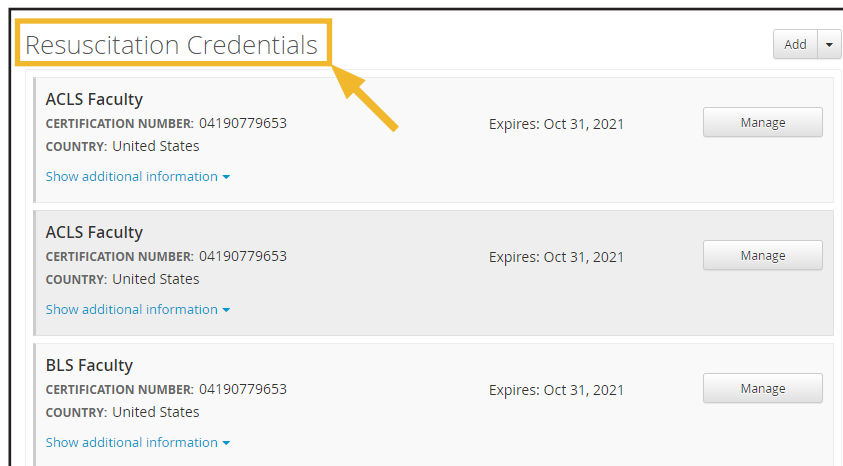 Resuscitation Credentials
Add
ACLS Faculty
CERTIFICATION NUMBER: 04190779653
Expires: Oct 31, 2021
Manage
COUNTRY: United States
Show additional information
ACLS Faculty
CERTIFICATION NUMBER: 04190779653
Expires: Oct 31, 2021
Manage
COUNTRY: United States
Show additional information
BLS Faculty
CERTIFICATION NUMBER: 04190779653
Expires: Oct 31, 2021
Manage
COUNTRY: United States
Show additional information